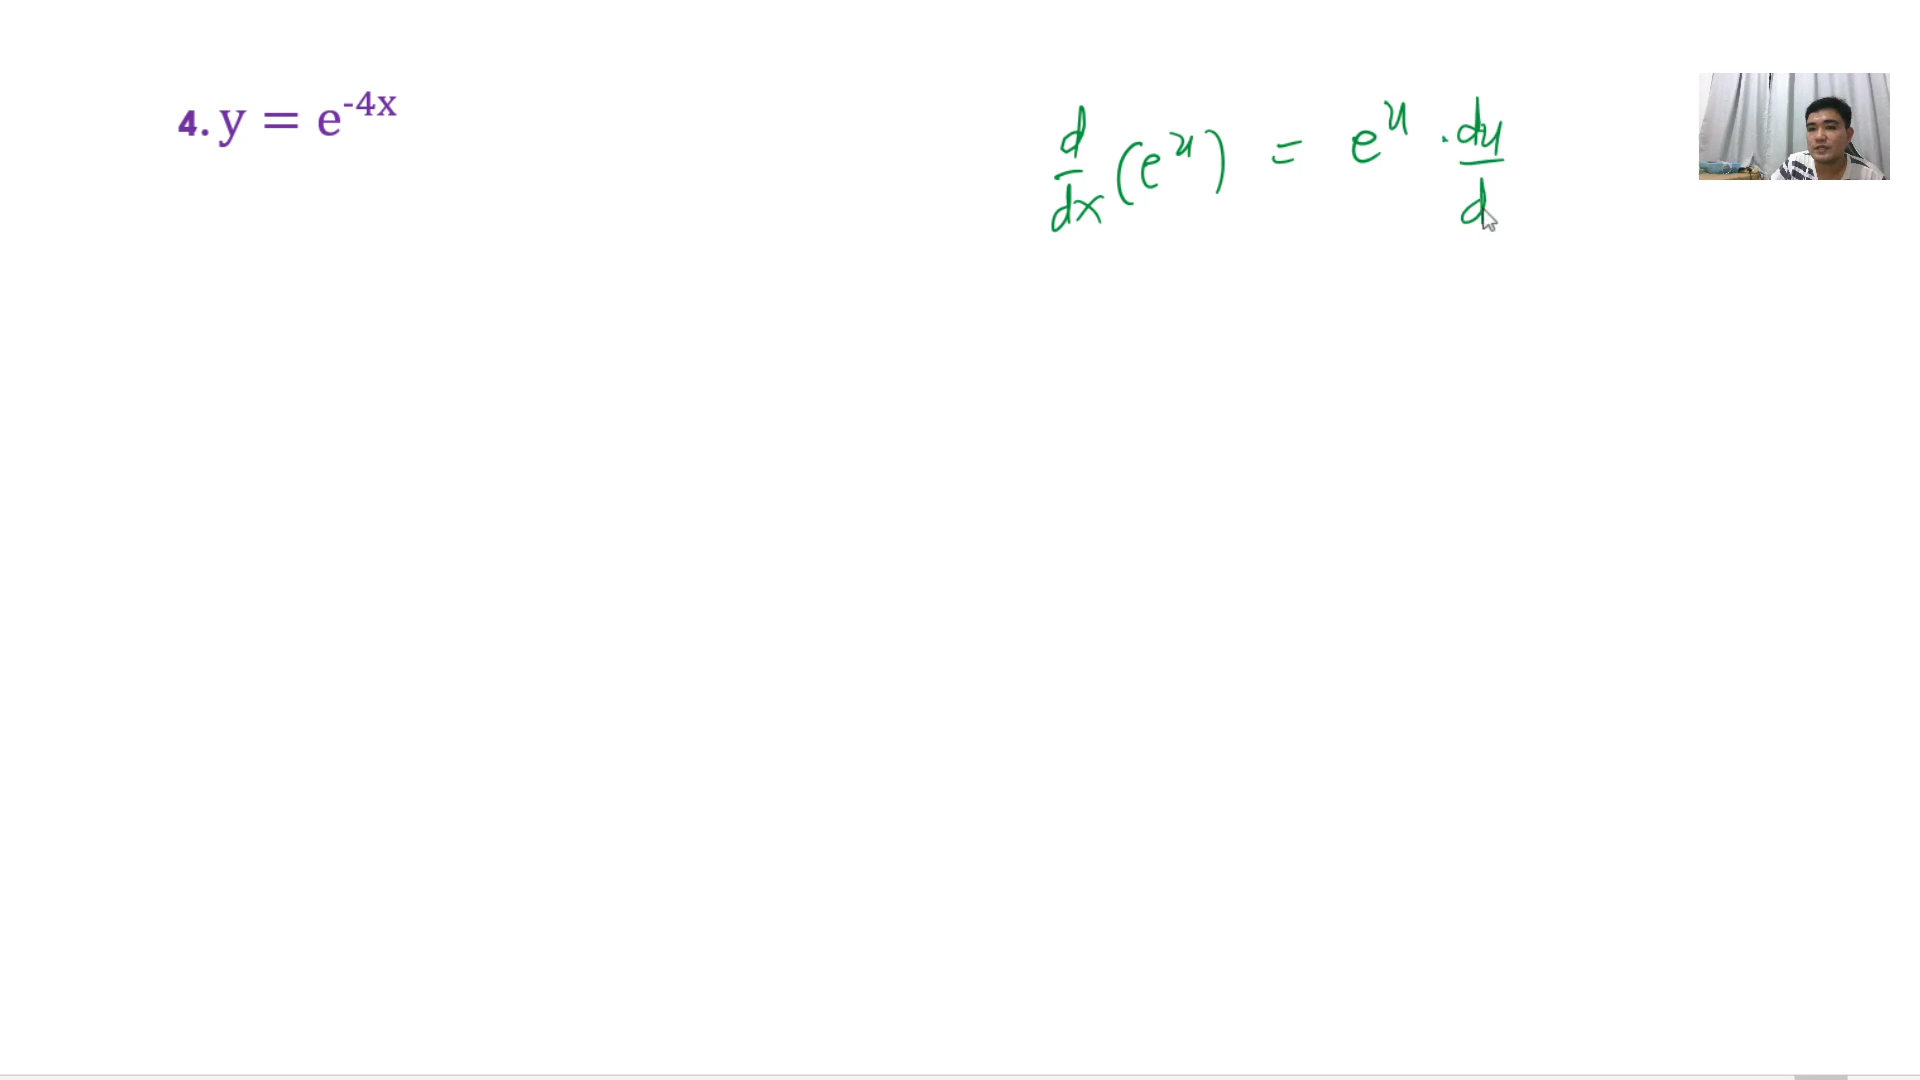 4. y = e^-4x
d/dx (e^u) = e^u · du/d